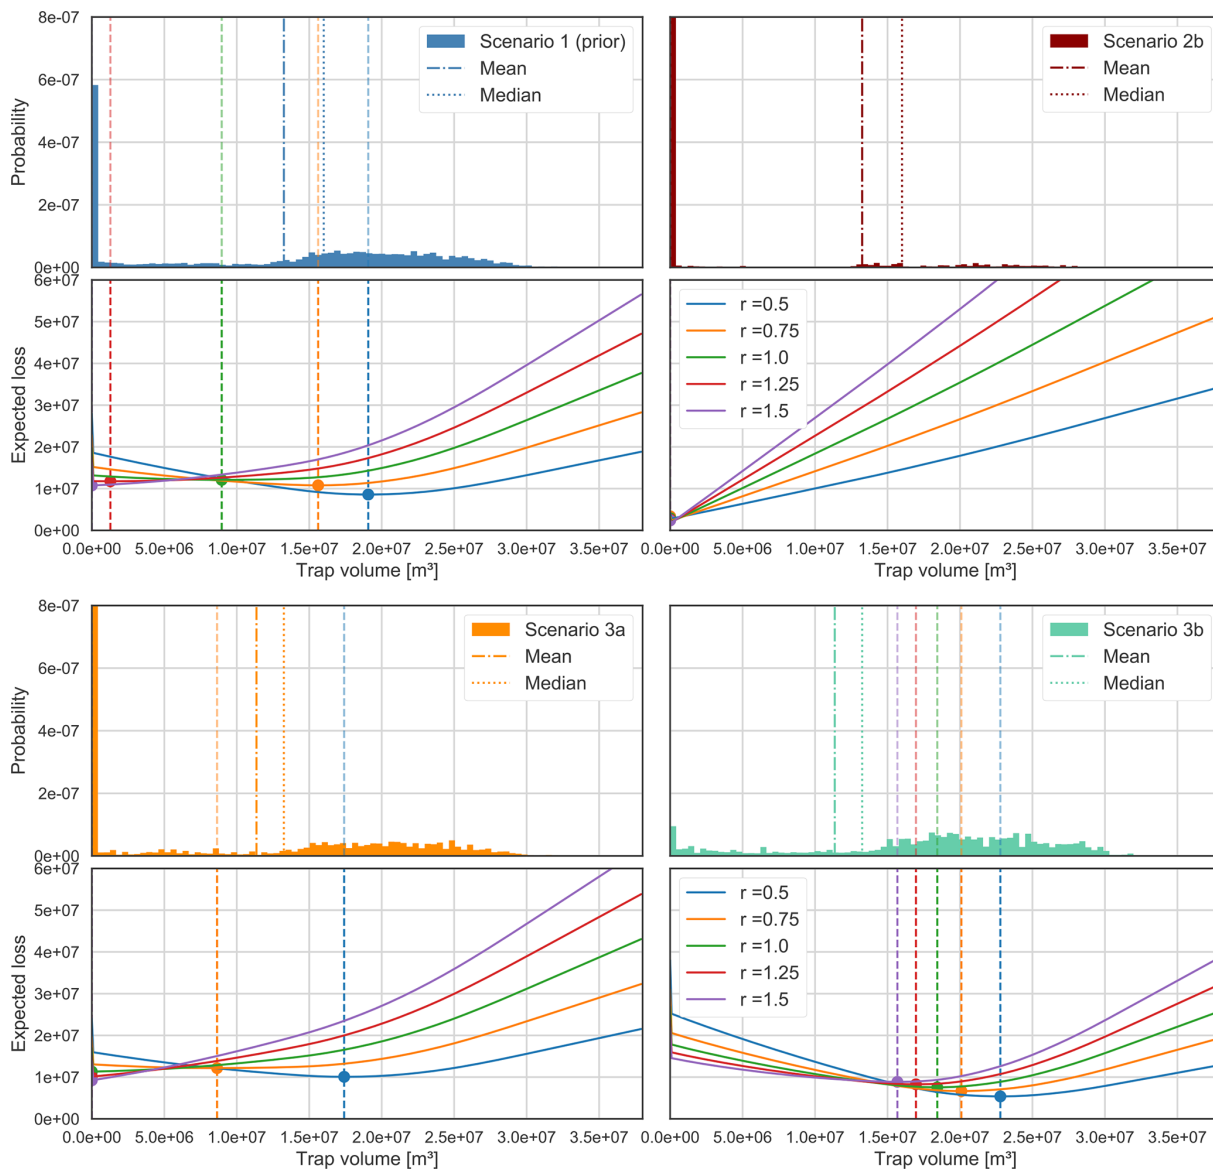 8e-07
6e-07
4e-07
2e-07
0e+00
Probability
Scenario 1 (prior)
Mean
Median
Scenario 2b
Mean
Median
6e+07
5e+07
4e+07
3e+07
2e+07
1e+07
0e+00
Expected loss
0.0e+00 5.0e+06 1.0e+07 1.5e+07 2.0e+07 2.5e+07 3.0e+07 3.5e+07
Trap volume [m³]
r =0.5
r =0.75
r =1.0
r =1.25
r =1.5
0.0e+00 5.0e+06 1.0e+07 1.5e+07 2.0e+07 2.5e+07 3.0e+07 3.5e+07
Trap volume [m³]
8e-07
6e-07
4e-07
2e-07
0e+00
Probability
Scenario 3a
Mean
Median
Scenario 3b
Mean
Median
6e+07
5e+07
4e+07
3e+07
2e+07
1e+07
0e+00
Expected loss
0.0e+00 5.0e+06 1.0e+07 1.5e+07 2.0e+07 2.5e+07 3.0e+07 3.5e+07
Trap volume [m³]
r =0.5
r =0.75
r =1.0
r =1.25
r =1.5
0.0e+00 5.0e+06 1.0e+07 1.5e+07 2.0e+07 2.5e+07 3.0e+07 3.5e+07
Trap volume [m³]